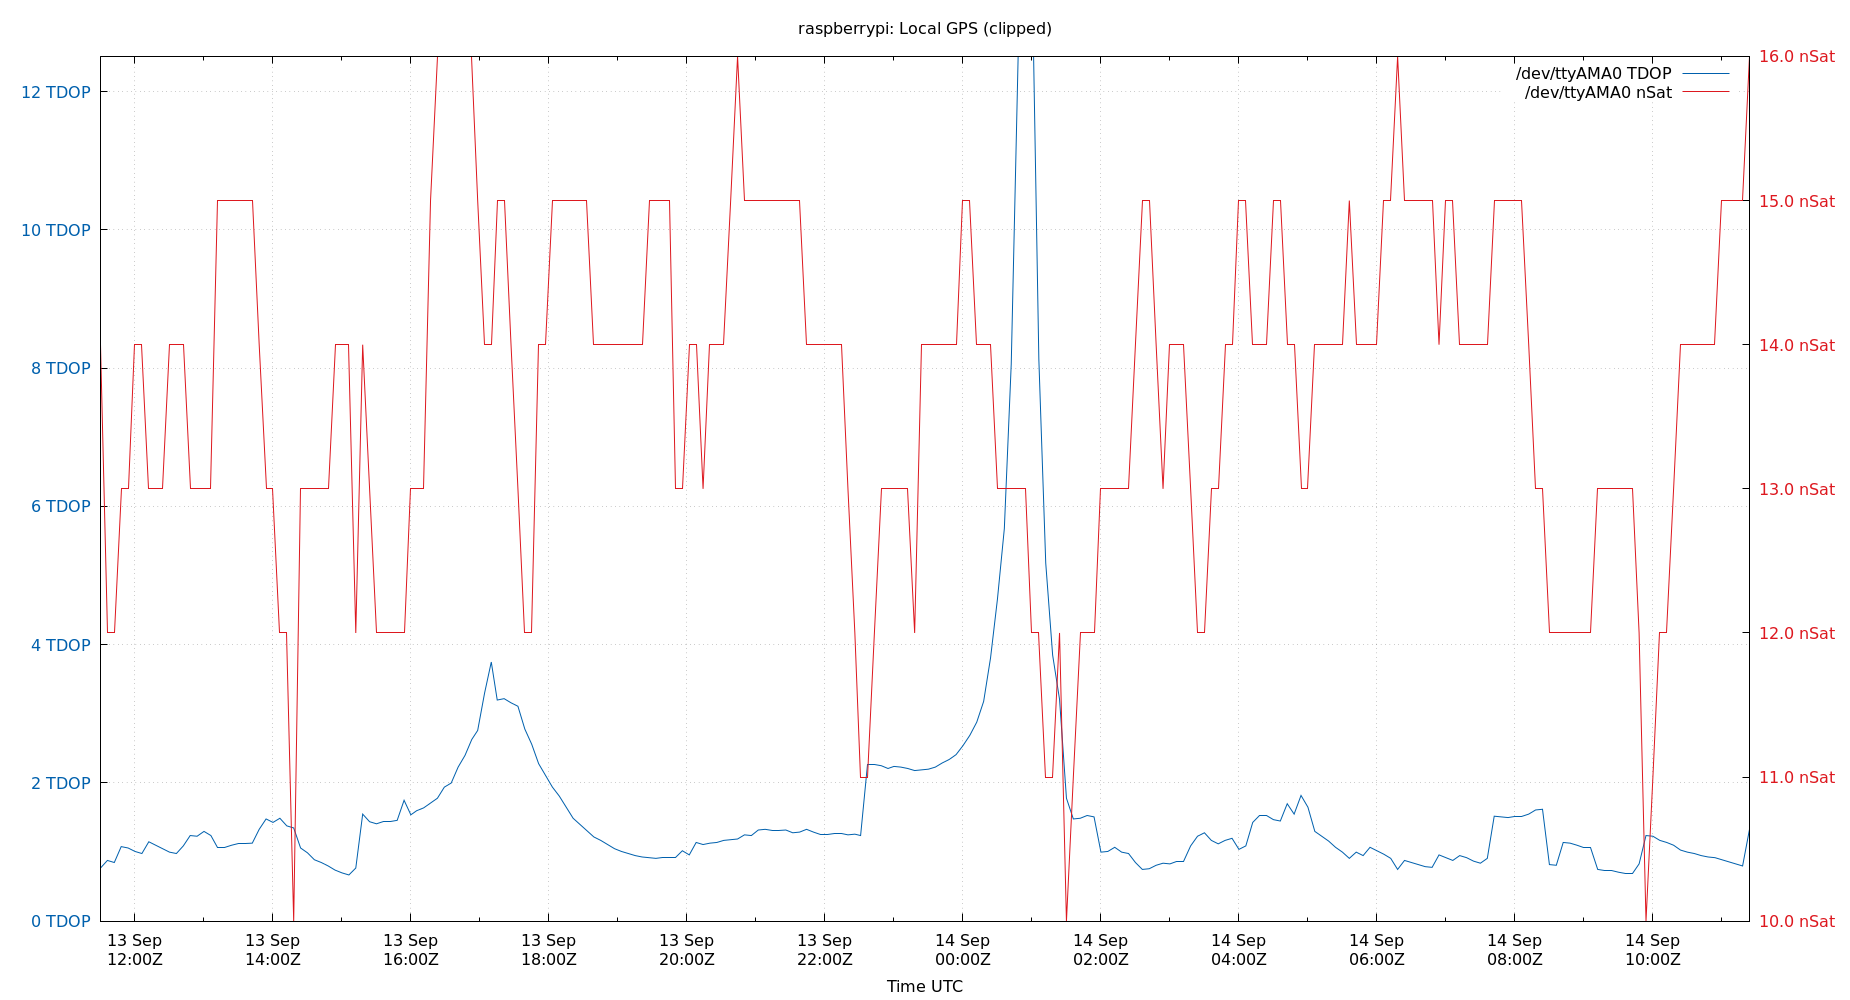 raspberrypi: Local GPS (clipped)
/dev/ttyAMA0 TDOP
/dev/ttyAMA0 nSat
12 TDOP
10 TDOP
8 TDOP
6 TDOP
4 TDOP
2 TDOP
0 TDOP
16.0 nSat
15.0 nSat
14.0 nSat
13.0 nSat
12.0 nSat
11.0 nSat
10.0 nSat
13 Sep
12:00Z
13 Sep
14:00Z
13 Sep
16:00Z
13 Sep
18:00Z
13 Sep
20:00Z
13 Sep
22:00Z
14 Sep
00:00Z
14 Sep
02:00Z
14 Sep
04:00Z
14 Sep
06:00Z
14 Sep
08:00Z
14 Sep
10:00Z
Time UTC